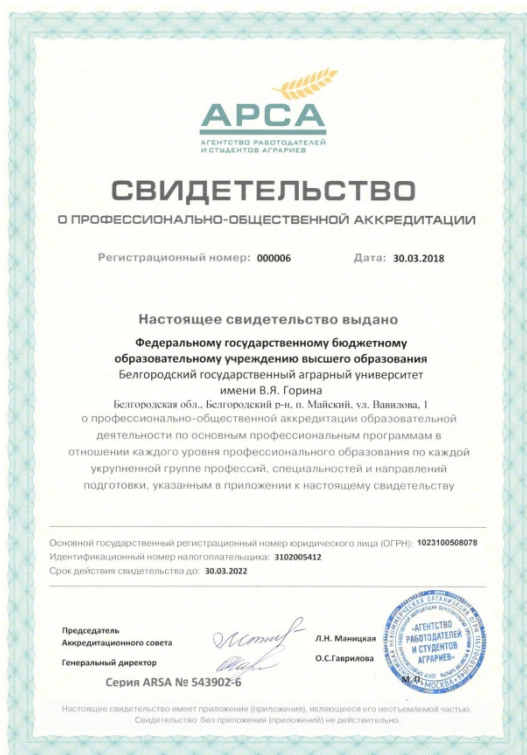 АРСА
АГЕНТСТВО РАБОТОДАТЕЛЕЙ
И СТУДЕНТОВ АГРАРИЕВ
СВИДЕТЕЛЬСТВО
О ПРОФЕССИОНАЛЬНО-ОБЩЕСТВЕННОЙ АККРЕДИТАЦИИ
Регистрационный номер: 000006 Дата: 30.03.2018
Настоящее свидетельство выдано
Федеральному государственному бюджетному
образовательному учреждению высшего образования
Белгородский государственный аграрный университет
имени В.Я. Горина
Белгородская обл., Белгородский р-н, п. Майский, ул. Вавилова, 1
о профессионально-общественной аккредитации образовательной
деятельности по основным профессиональным программам в
отношении каждого уровня профессионального образования по каждой
укрупненной группе профессий, специальностей и направлений
подготовки, указанным в приложении к настоящему свидетельству
Основной государственный регистрационный номер юридического лица (ОГРН): 1023100508078
Идентификационный номер налогоплательщика: 3102005412
Срок действия свидетельства до: 30.03.2022
Председатель
Аккредитационного совета Л.Н. Маницкая
Генеральный директор О.С.Гаврилова
Серия ARSA № 543902-6
«АГЕНТСТВО
РАБОТОДАТЕЛЕЙ
И СТУДЕНТОВ
АГРАРИЕВ»
М.П.
МОСКВА
Настоящее свидетельство имеет приложение (приложения), являющееся его неотъемлемой частью.
Свидетельство без приложения (приложений) не действительно.